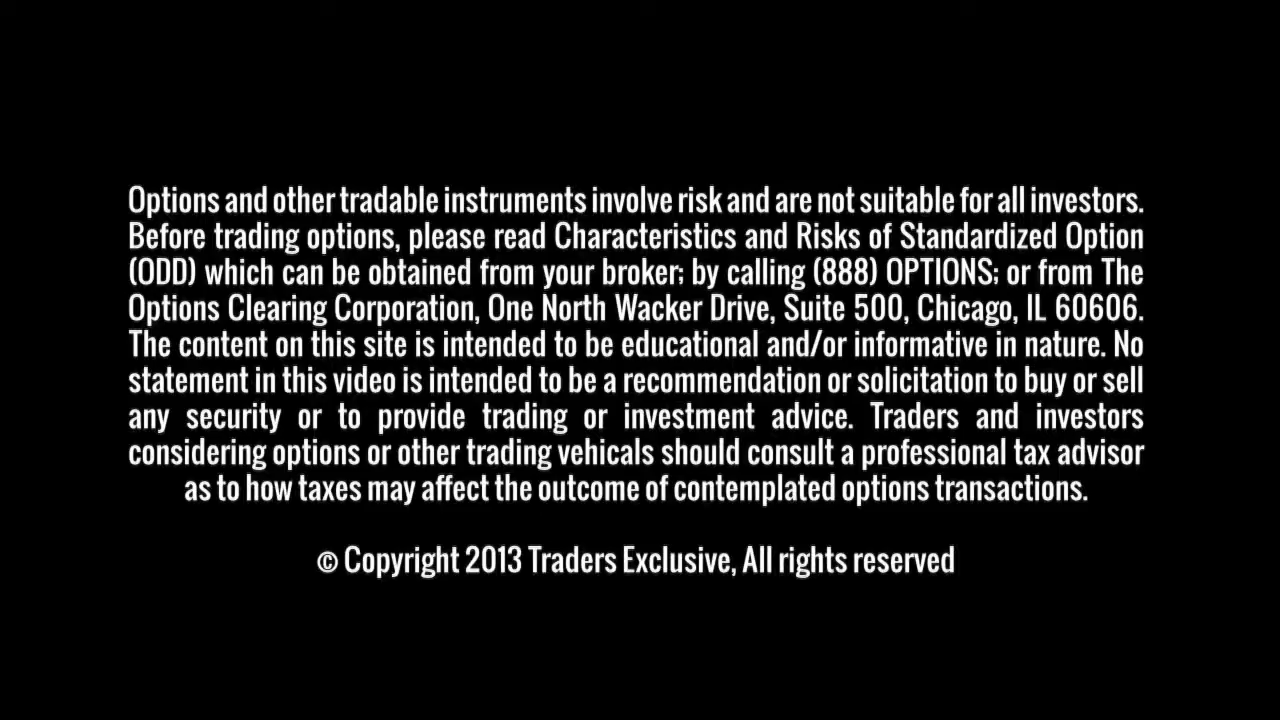 Options and other tradable instruments involve risk and are not suitable for all investors.
Before trading options, please read Characteristics and Risks of Standardized Option
(ODD) which can be obtained from your broker; by calling (888) OPTIONS; or from The
Options Clearing Corporation, One North Wacker Drive, Suite 500, Chicago, IL 60606.
The content on this site is intended to be educational and/or informative in nature. No
statement in this video is intended to be a recommendation or solicitation to buy or sell
any security or to provide trading or investment advice. Traders and investors
considering options or other trading vehicals should consult a professional tax advisor
as to how taxes may affect the outcome of contemplated options transactions.
© Copyright 2013 Traders Exclusive, All rights reserved